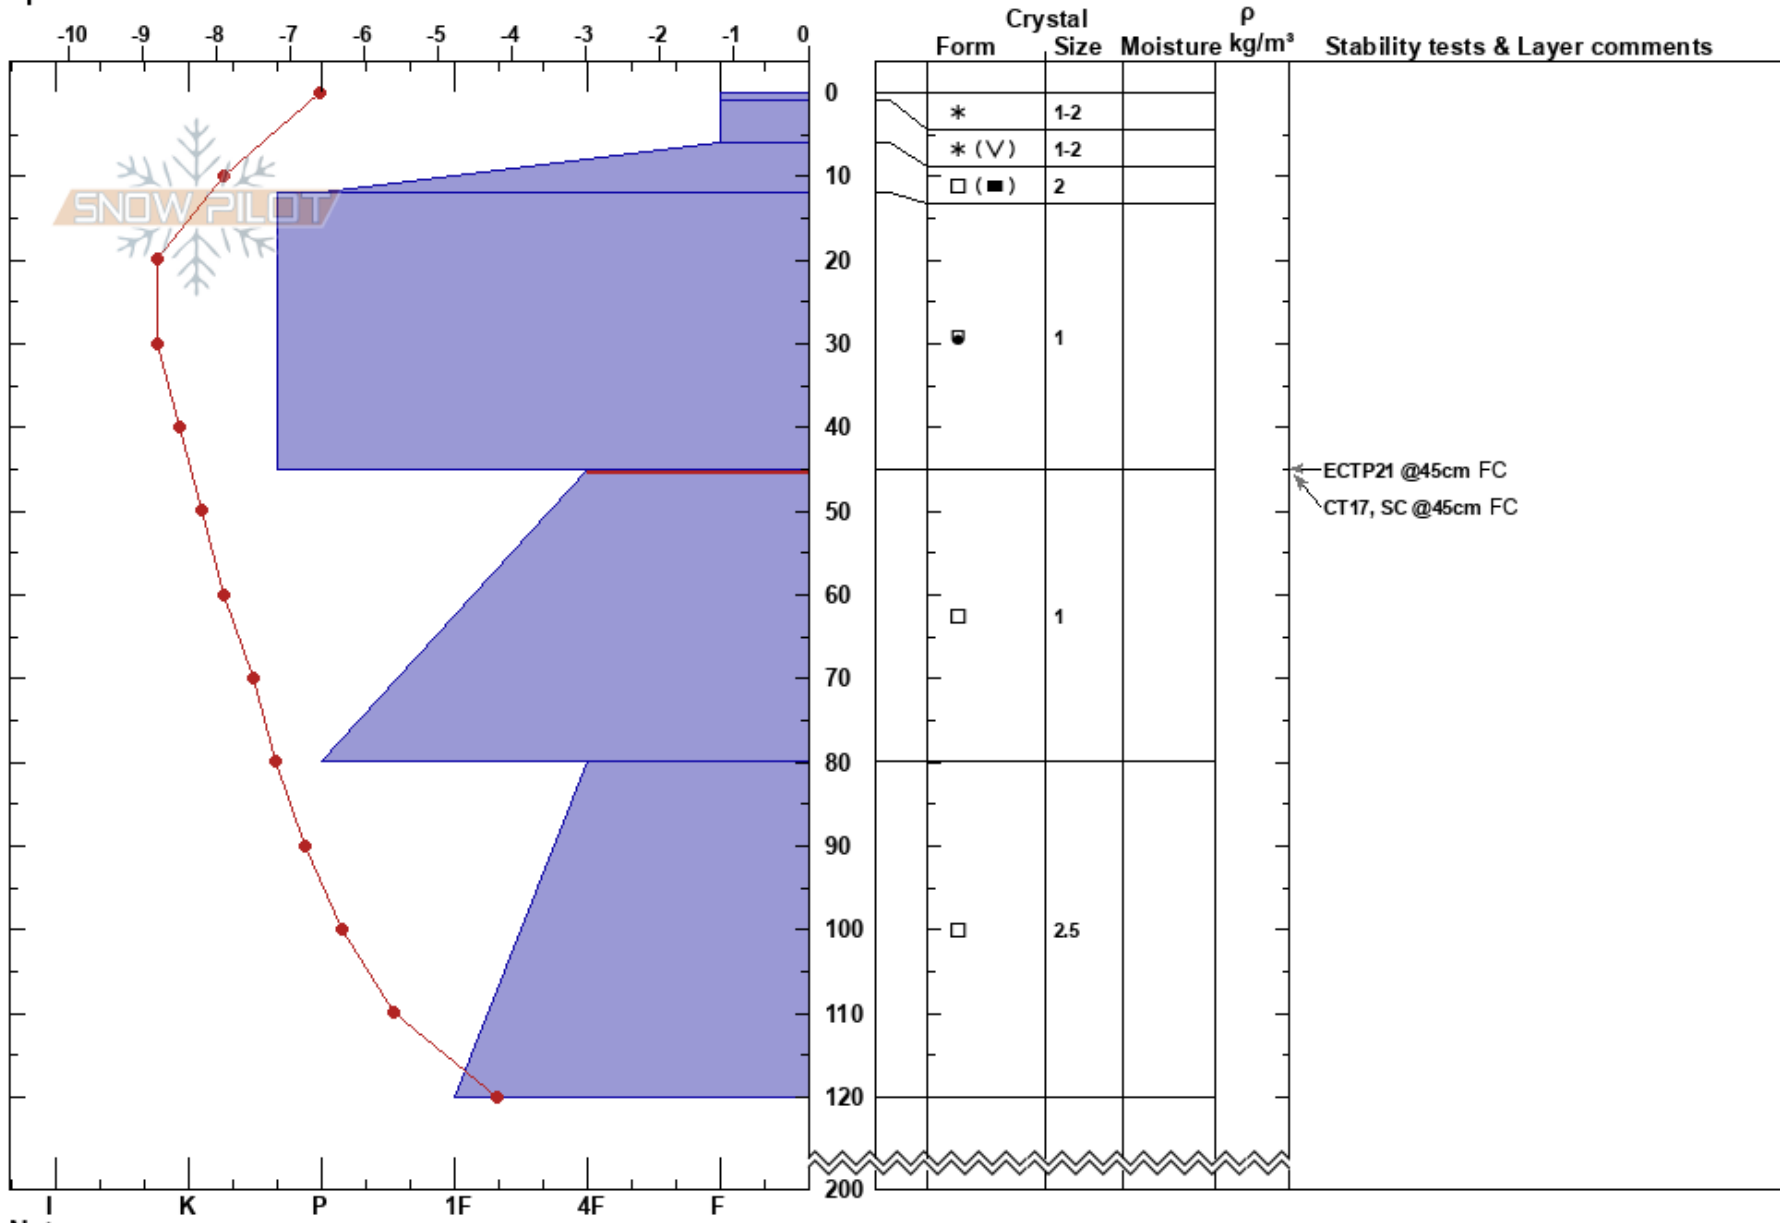 Crystal ρ
-10 -9 -8 -7 -6 -5 -4 -3 -2 -1 0 Form Size Moisture kg/m³ Stability tests & Layer comments
0
* 1-2
* (V) 1-2
10 □ (■) 2
SNOW PILOT
20
30 1
40
ECTP21 @45cm FC
50 CT17, SC @45cm FC
60
□ 1
70
80
90
100 □ 2.5
110
120
200
I K P 1F 4F F